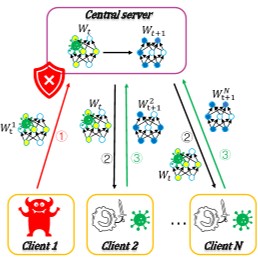 Central server
W_t
W_{t+1}
W_t^1
①
W_t
②
W_{t+1}^2
③
②
W_t
W_{t+1}^N
③
Client 1
Client 2
...
Client N